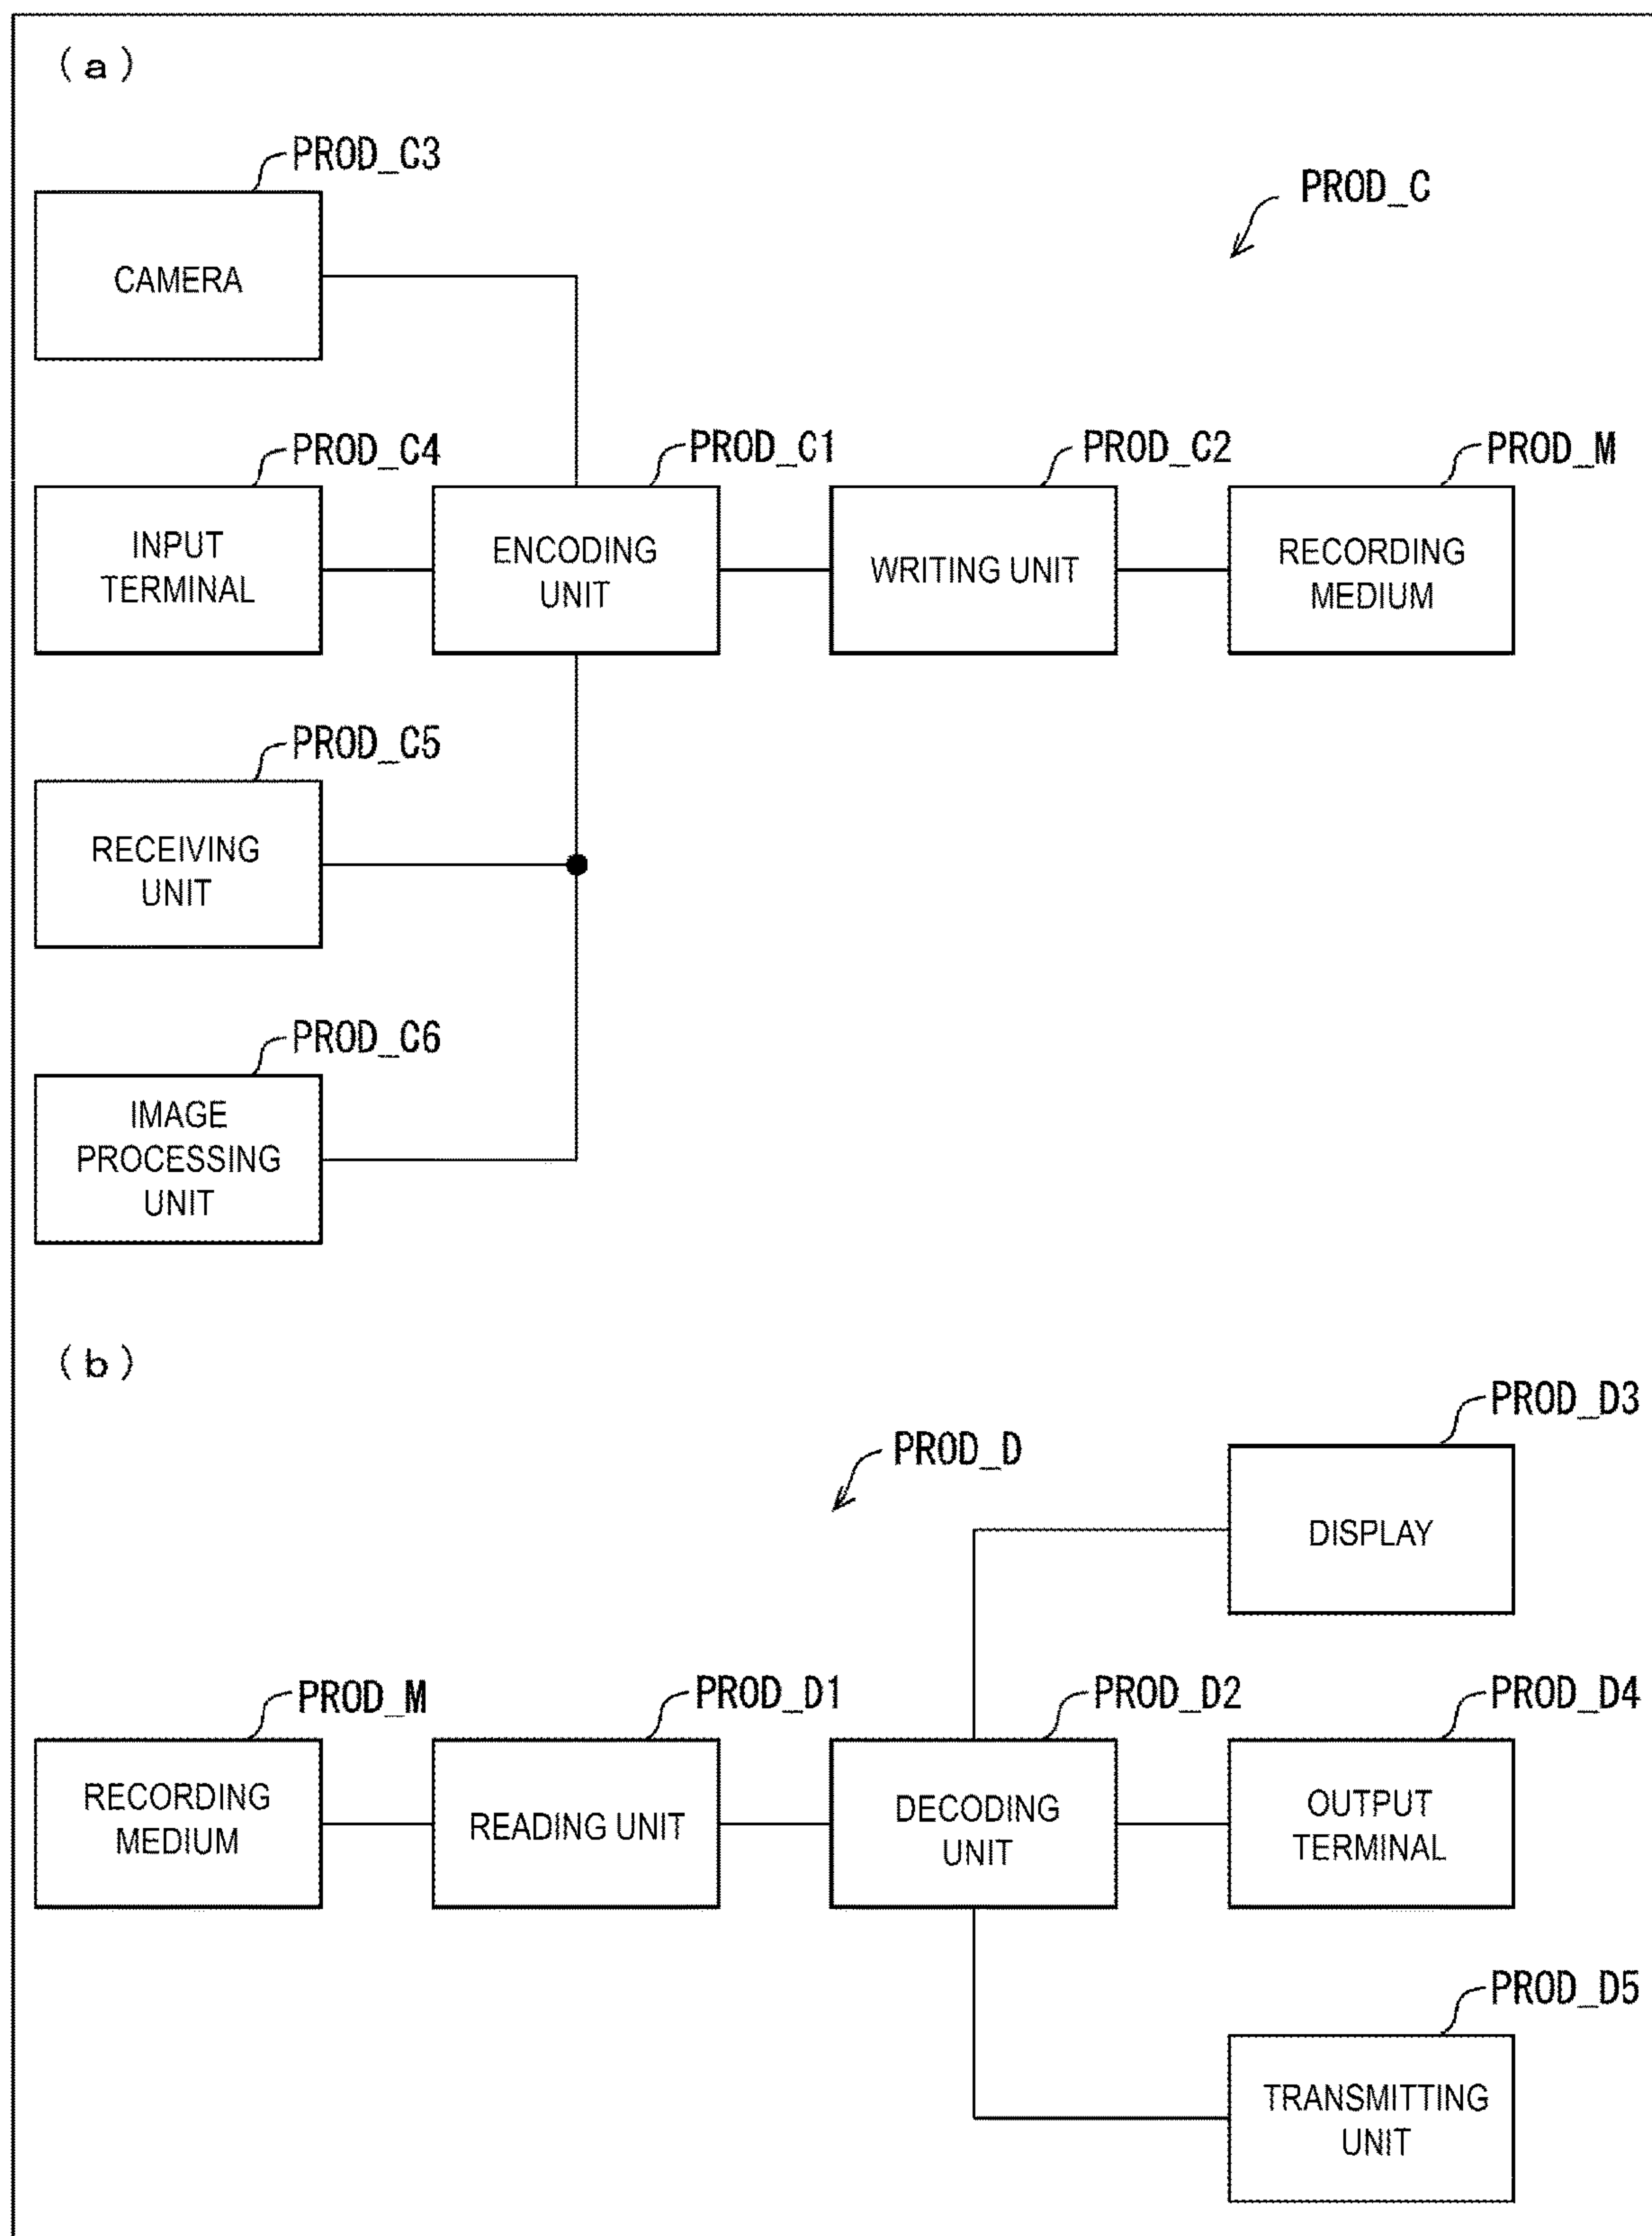 (a)
PROD_C3
PROD_C
CAMERA
PROD_C4
PROD_C1
PROD_C2
PROD_M
INPUT
TERMINAL
ENCODING
UNIT
WRITING UNIT
RECORDING
MEDIUM
PROD_C5
RECEIVING
UNIT
PROD_C6
IMAGE
PROCESSING
UNIT
(b)
PROD_D3
PROD_D
DISPLAY
PROD_M
PROD_D1
PROD_D2
PROD_D4
RECORDING
MEDIUM
READING UNIT
DECODING
UNIT
OUTPUT
TERMINAL
PROD_D5
TRANSMITTING
UNIT